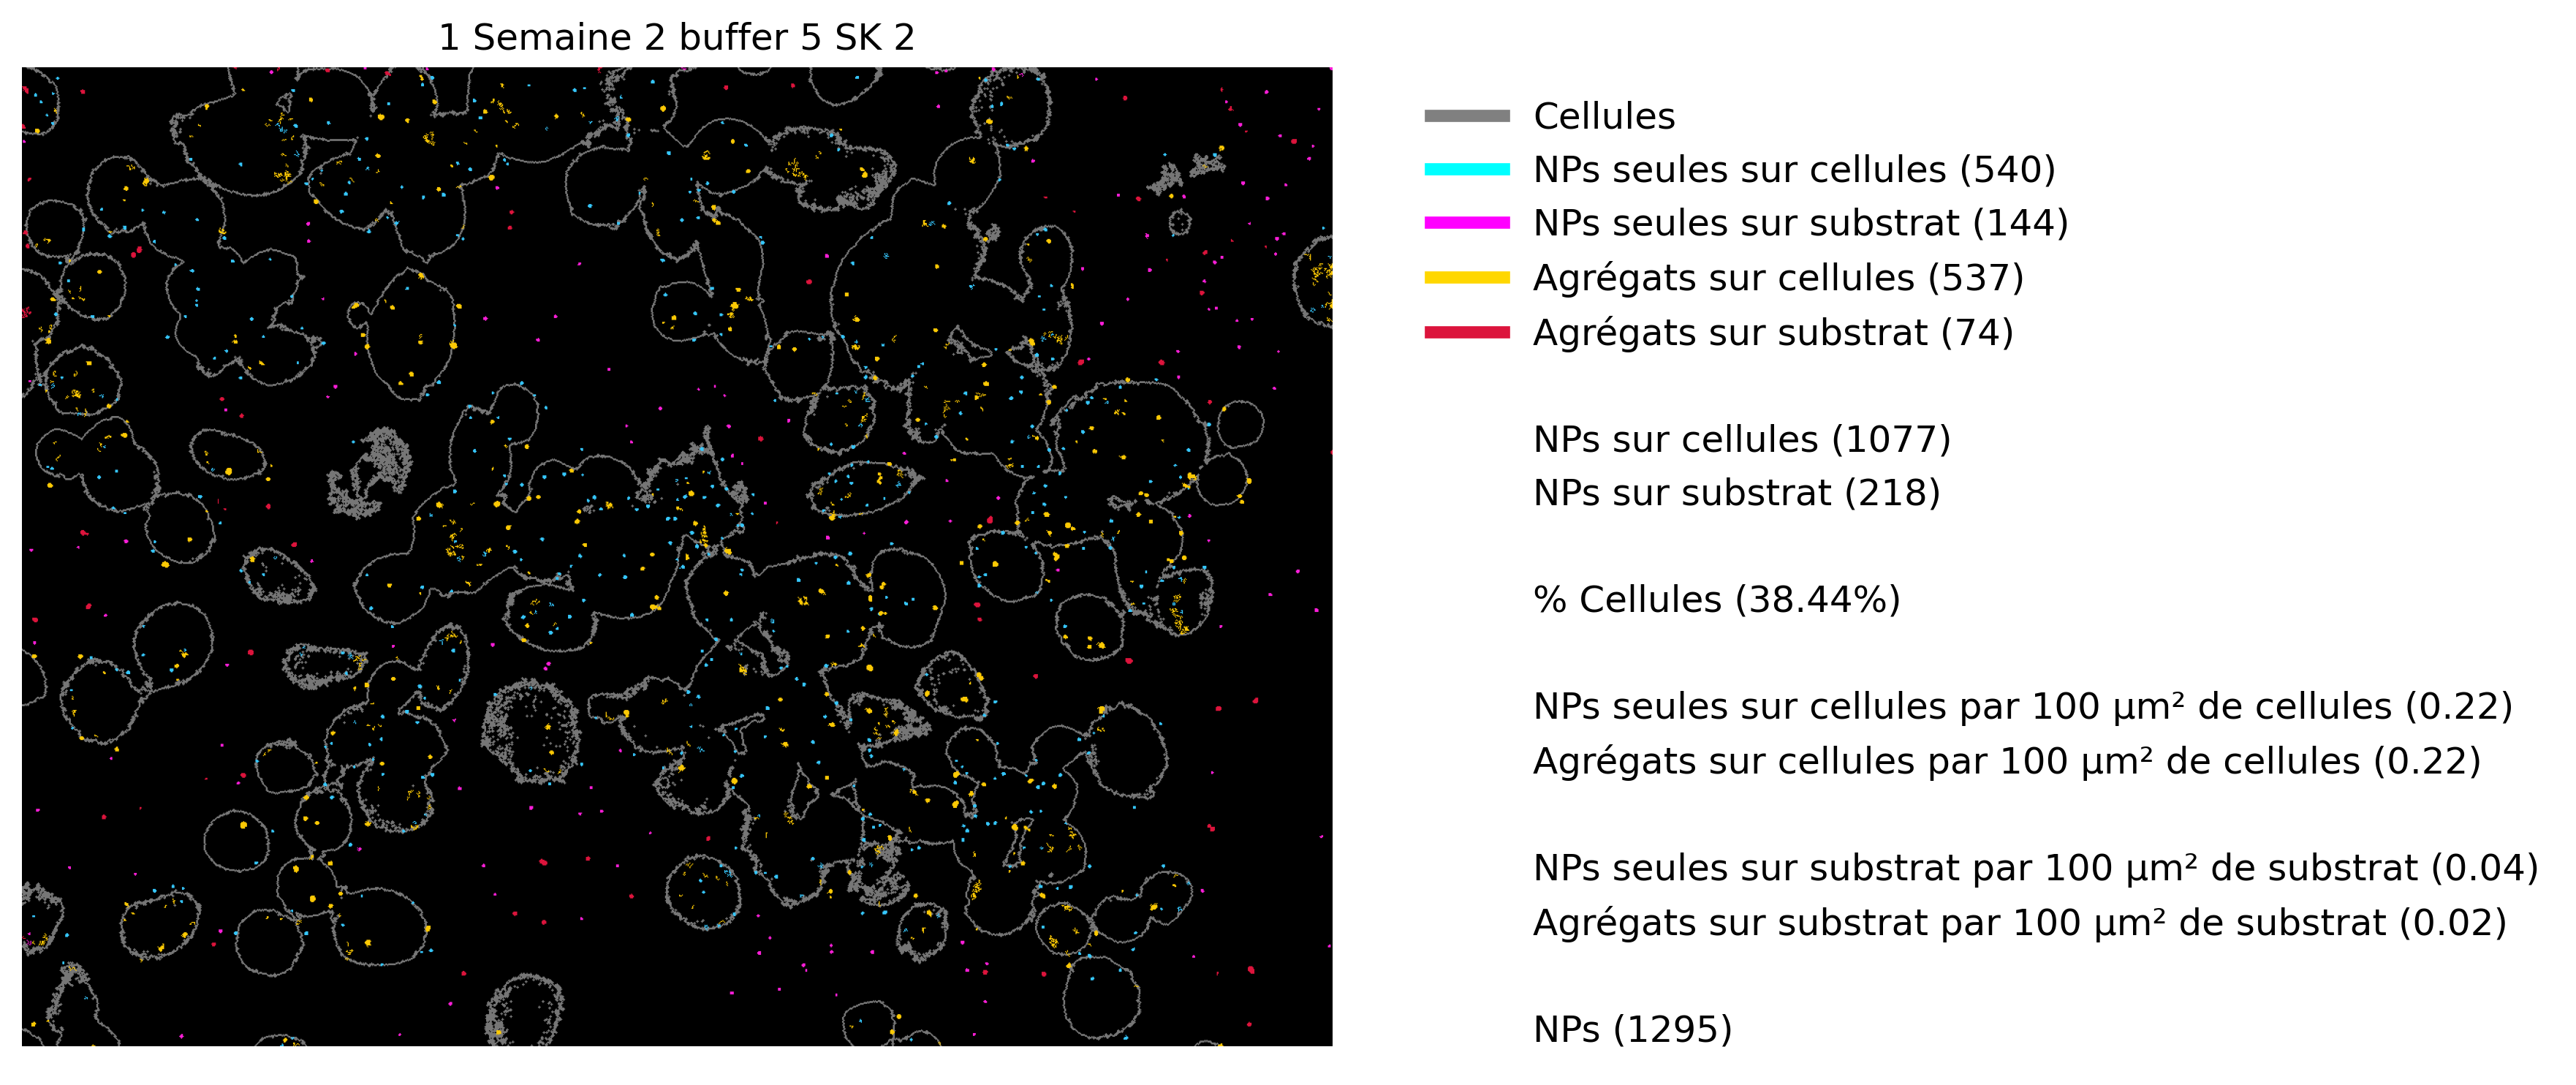 1 Semaine 2 buffer 5 SK 2
Cellules
NPs seules sur cellules (540)
NPs seules sur substrat (144)
Agrégats sur cellules (537)
Agrégats sur substrat (74)
NPs sur cellules (1077)
NPs sur substrat (218)
% Cellules (38.44%)
NPs seules sur cellules par 100 µm² de cellules (0.22)
Agrégats sur cellules par 100 µm² de cellules (0.22)
NPs seules sur substrat par 100 µm² de substrat (0.04)
Agrégats sur substrat par 100 µm² de substrat (0.02)
NPs (1295)